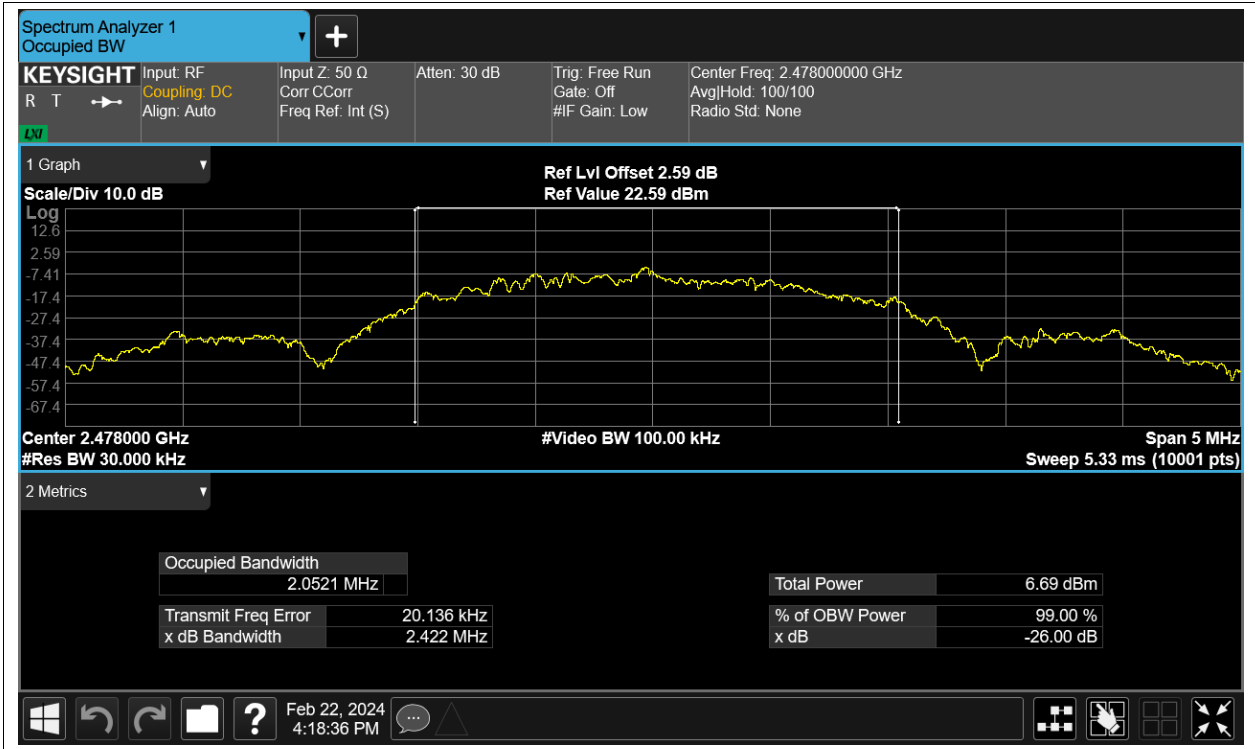 Spectrum Analyzer 1
Occupied BW
KEYSIGHT
R T
LXI
Input: RF
Coupling: DC
Align: Auto
Input Z: 50 Ω
Corr CCorr
Freq Ref: Int (S)
Atten: 30 dB
Trig: Free Run
Gate: Off
#IF Gain: Low
Center Freq: 2.478000000 GHz
Avg|Hold: 100/100
Radio Std: None
1 Graph
Scale/Div 10.0 dB
Ref Lvl Offset 2.59 dB
Ref Value 22.59 dBm
Log
12.6
2.59
-7.41
-17.4
-27.4
-37.4
-47.4
-57.4
-67.4
Center 2.478000 GHz
#Res BW 30.000 kHz
#Video BW 100.00 kHz
Span 5 MHz
Sweep 5.33 ms (10001 pts)
2 Metrics
Occupied Bandwidth
2.0521 MHz
Transmit Freq Error 20.136 kHz
x dB Bandwidth 2.422 MHz
Total Power 6.69 dBm
% of OBW Power 99.00 %
x dB -26.00 dB
?
Feb 22, 2024
4:18:36 PM